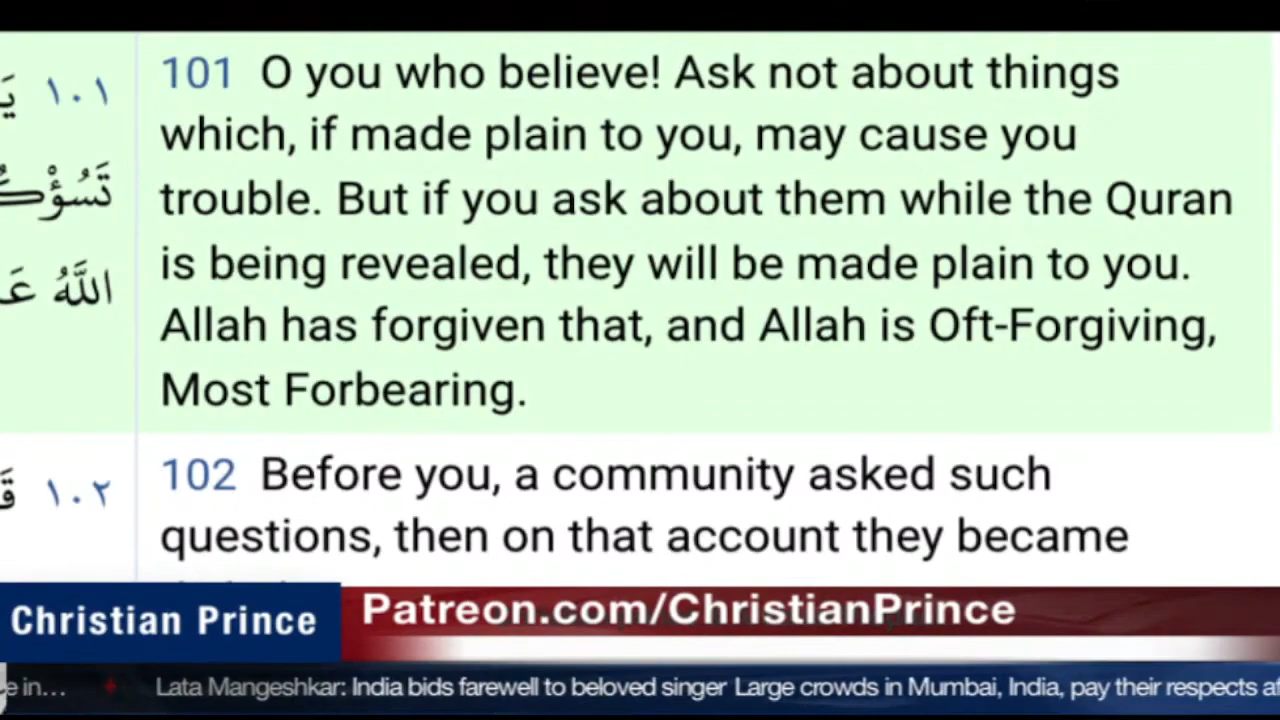 101 O you who believe! Ask not about things
which, if made plain to you, may cause you
trouble. But if you ask about them while the Quran
is being revealed, they will be made plain to you.
Allah has forgiven that, and Allah is Oft-Forgiving,
Most Forbearing.
١٠١
اللَّهُ
102 Before you, a community asked such
questions, then on that account they became
١٠٢
Christian Prince
Patreon.com/ChristianPrince
e in... Lata Mangeshkar: India bids farewell to beloved singer Large crowds in Mumbai, India, pay their respects at